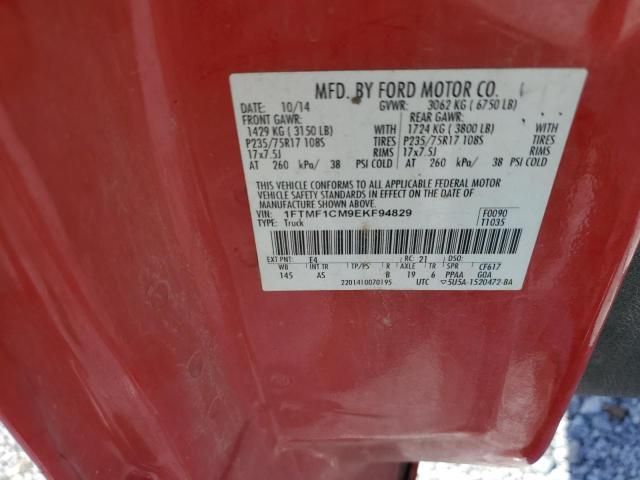 MFD. BY FORD MOTOR CO.
DATE: 10/14 GVWR: 3062 KG (6750 LB)
FRONT GAWR: REAR GAWR:
1429 KG (3150 LB) WITH 1724 KG (3800 LB) WITH
P235/75R17 108S TIRES P235/75R17 108S TIRES
17x7.5J RIMS 17x7.5J RIMS
AT 260 kPa/ 38 PSI COLD AT 260 kPa/ 38 PSI COLD
THIS VEHICLE CONFORMS TO ALL APPLICABLE FEDERAL MOTOR
VEHICLE SAFETY STANDARDS IN EFFECT ON THE DATE OF
MANUFACTURE SHOWN ABOVE.
VIN: 1FTMF1CM9EKF94829 F0090
TYPE: Truck T1035
EXT PNT: E4 RC: 21 DSO:
WB INT TR TP/PS R AXLE TR SPR CF617
145 AS B 19 6 PPAA GQA
2201410070195 UTC ▽5U5A-1520472-BA